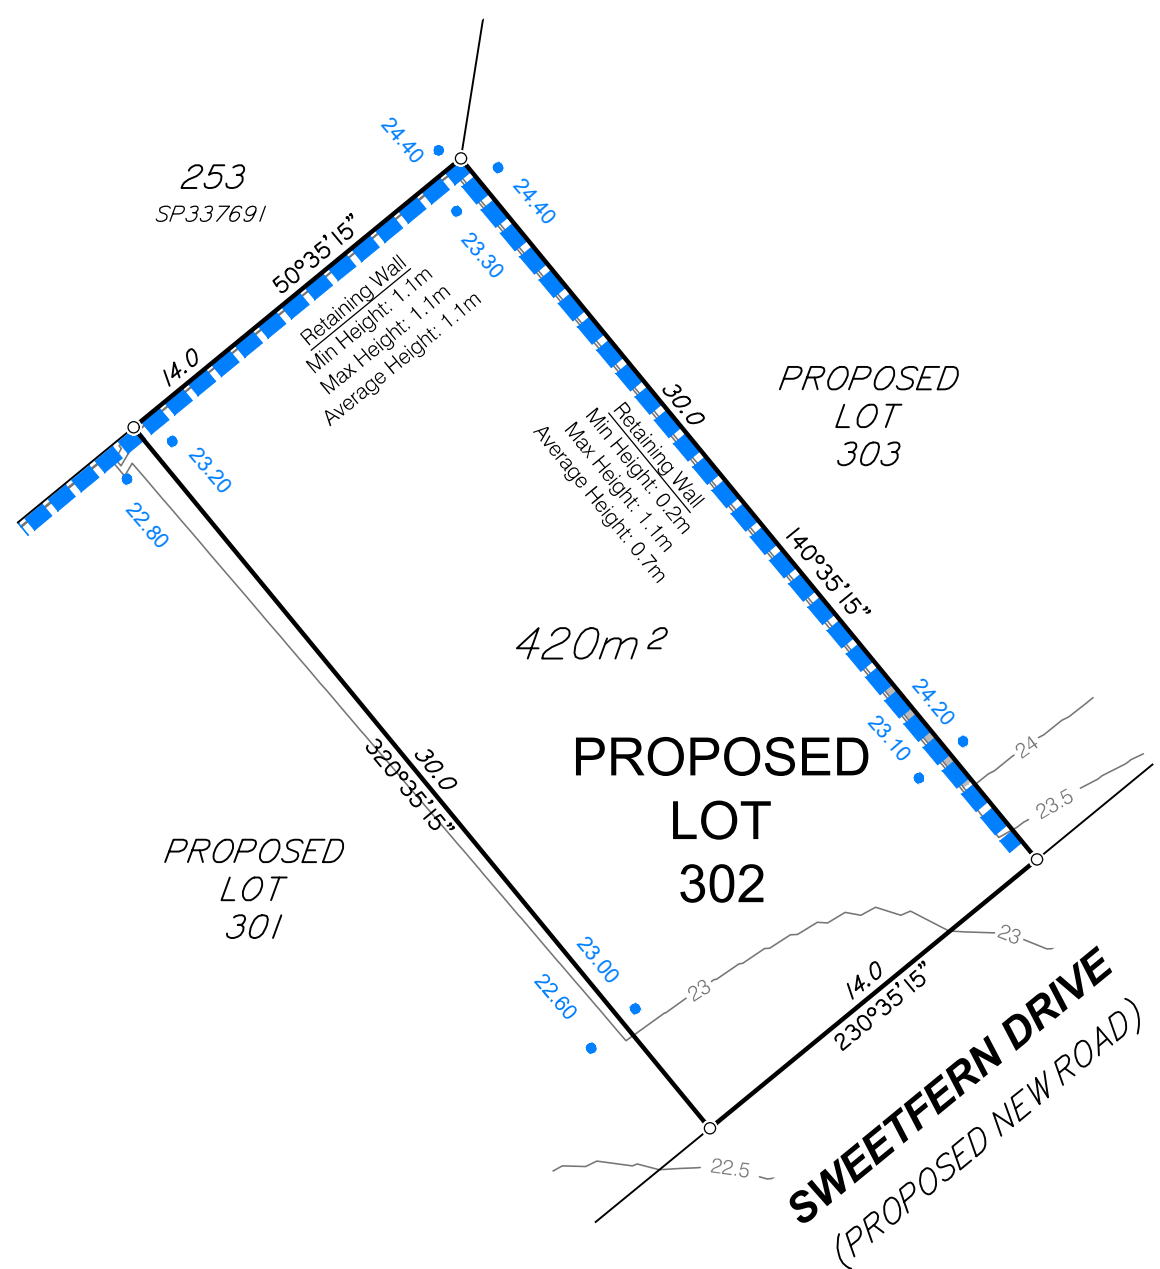 24.40
24.40
253
SP337691
50°35'15"
23.30
Retaining Wall
Min Height: 1.1m
Max Height: 1.1m
Average Height: 1.1m
14.0
30.0
PROPOSED
LOT
303
Retaining Wall
Min Height: 0.2m
Max Height: 1.1m
Average Height: 0.7m
23.20
22.80
140°35'15"
420m²
24.20
23.10
PROPOSED
LOT
302
24
23.5
30.0
320°35'15"
PROPOSED
LOT
301
23.00
22.60
23
23
14.0
230°35'15"
SWEETFERN DRIVE
(PROPOSED NEW ROAD)
22.5